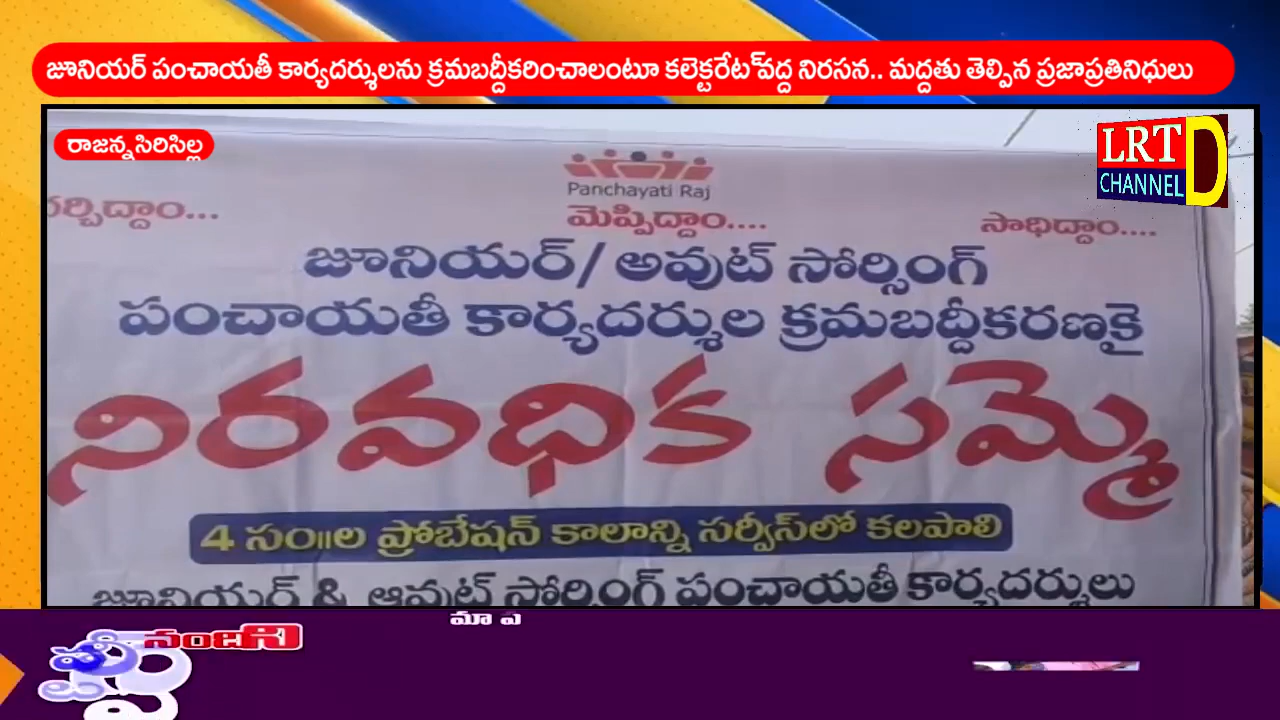 జూనియర్ పంచాయతీ కార్యదర్శులను క్రమబద్దీకరించాలంటూ కలెక్టరేట్ వద్ద నిరసన.. మద్దతు తెల్పిన ప్రజాప్రతినిధులు
రాజన్నసిరిసిల్ల
LRT D
CHANNEL
Panchayati Raj
ర్చిద్దాం... మెప్పిద్దాం.... సాధిద్దాం....
జూనియర్/ అవుట్ సోర్సింగ్
పంచాయతీ కార్యదర్శుల క్రమబద్దీకరణకై
నిరవధిక సమ్మె
4 సం॥ల ప్రోబేషన్ కాలాన్ని సర్వీస్‌లో కలపాలి
జూనియర్ & అవుట్ సోర్సింగ్ పంచాయతీ కార్యదర్శులు
మా ప
నందిని